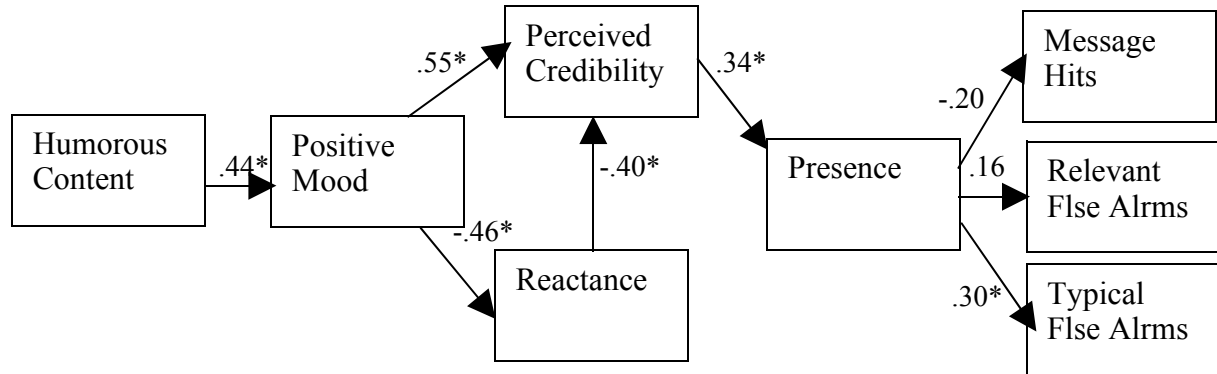 Humorous
Content
.44*
Positive
Mood
.55*
-.46*
Perceived
Credibility
-.40*
Reactance
.34*
Presence
-.20
.16
.30*
Message
Hits
Relevant
Flse Alrms
Typical
Flse Alrms